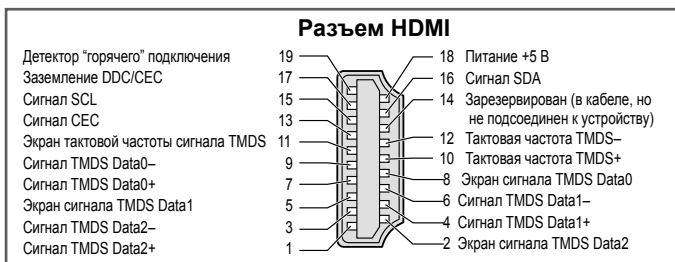 Разъем HDMI
Детектор “горячего” подключения 19
Заземление DDC/CEC 17
Сигнал SCL 15
Сигнал CEC 13
Экран тактовой частоты сигнала TMDS 11
Сигнал TMDS Data0– 9
Сигнал TMDS Data0+ 7
Экран сигнала TMDS Data1 5
Сигнал TMDS Data2– 3
Сигнал TMDS Data2+ 1
18 Питание +5 В
16 Сигнал SDA
14 Зарезервирован (в кабеле, но
не подсоединен к устройству)
12 Тактовая частота TMDS–
10 Тактовая частота TMDS+
8 Экран сигнала TMDS Data0
6 Сигнал TMDS Data1–
4 Сигнал TMDS Data1+
2 Экран сигнала TMDS Data2